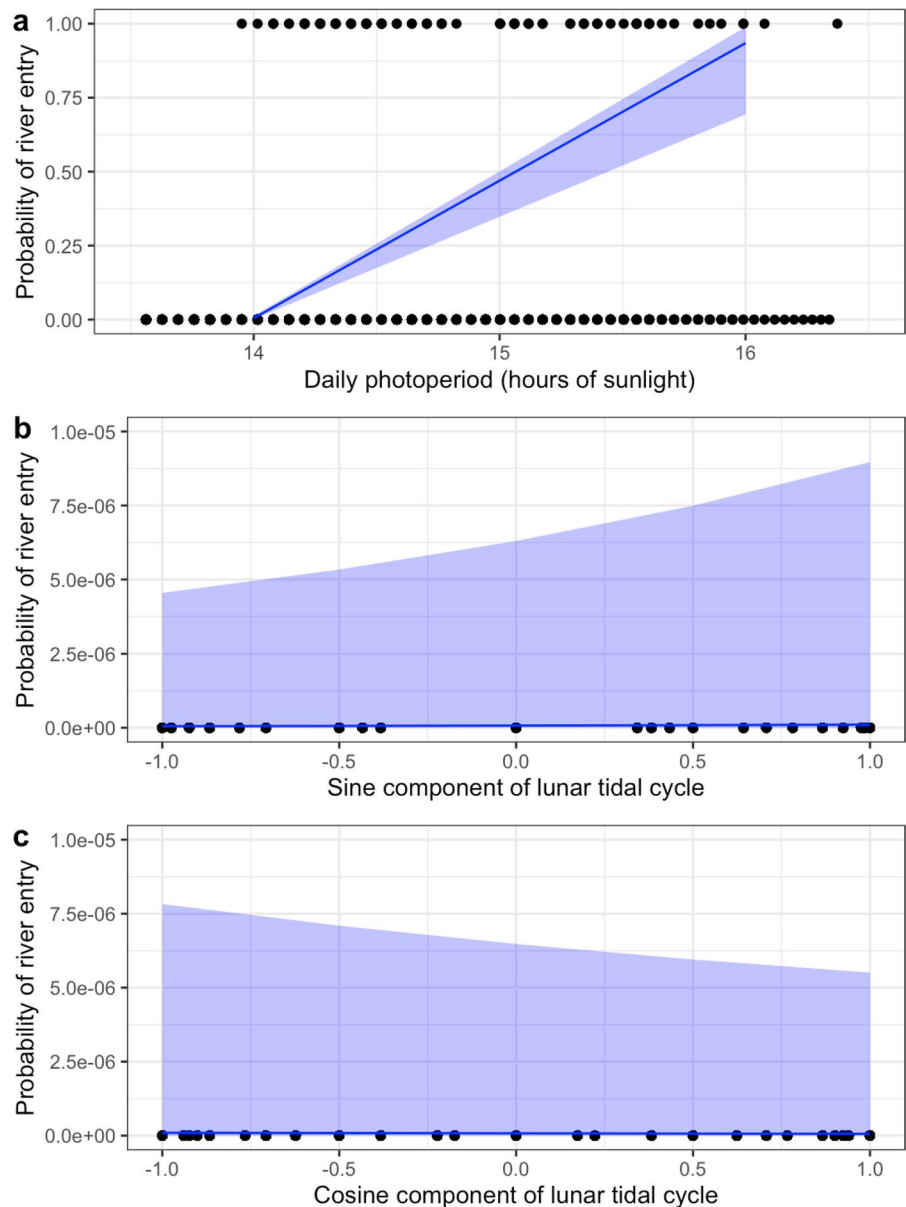 a
Probability of river entry
1.00
0.75
0.50
0.25
0.00
14
15
16
Daily photoperiod (hours of sunlight)
b
Probability of river entry
1.0e-05
7.5e-06
5.0e-06
2.5e-06
0.0e+00
-1.0
-0.5
0.0
0.5
1.0
Sine component of lunar tidal cycle
c
Probability of river entry
1.0e-05
7.5e-06
5.0e-06
2.5e-06
0.0e+00
-1.0
-0.5
0.0
0.5
1.0
Cosine component of lunar tidal cycle